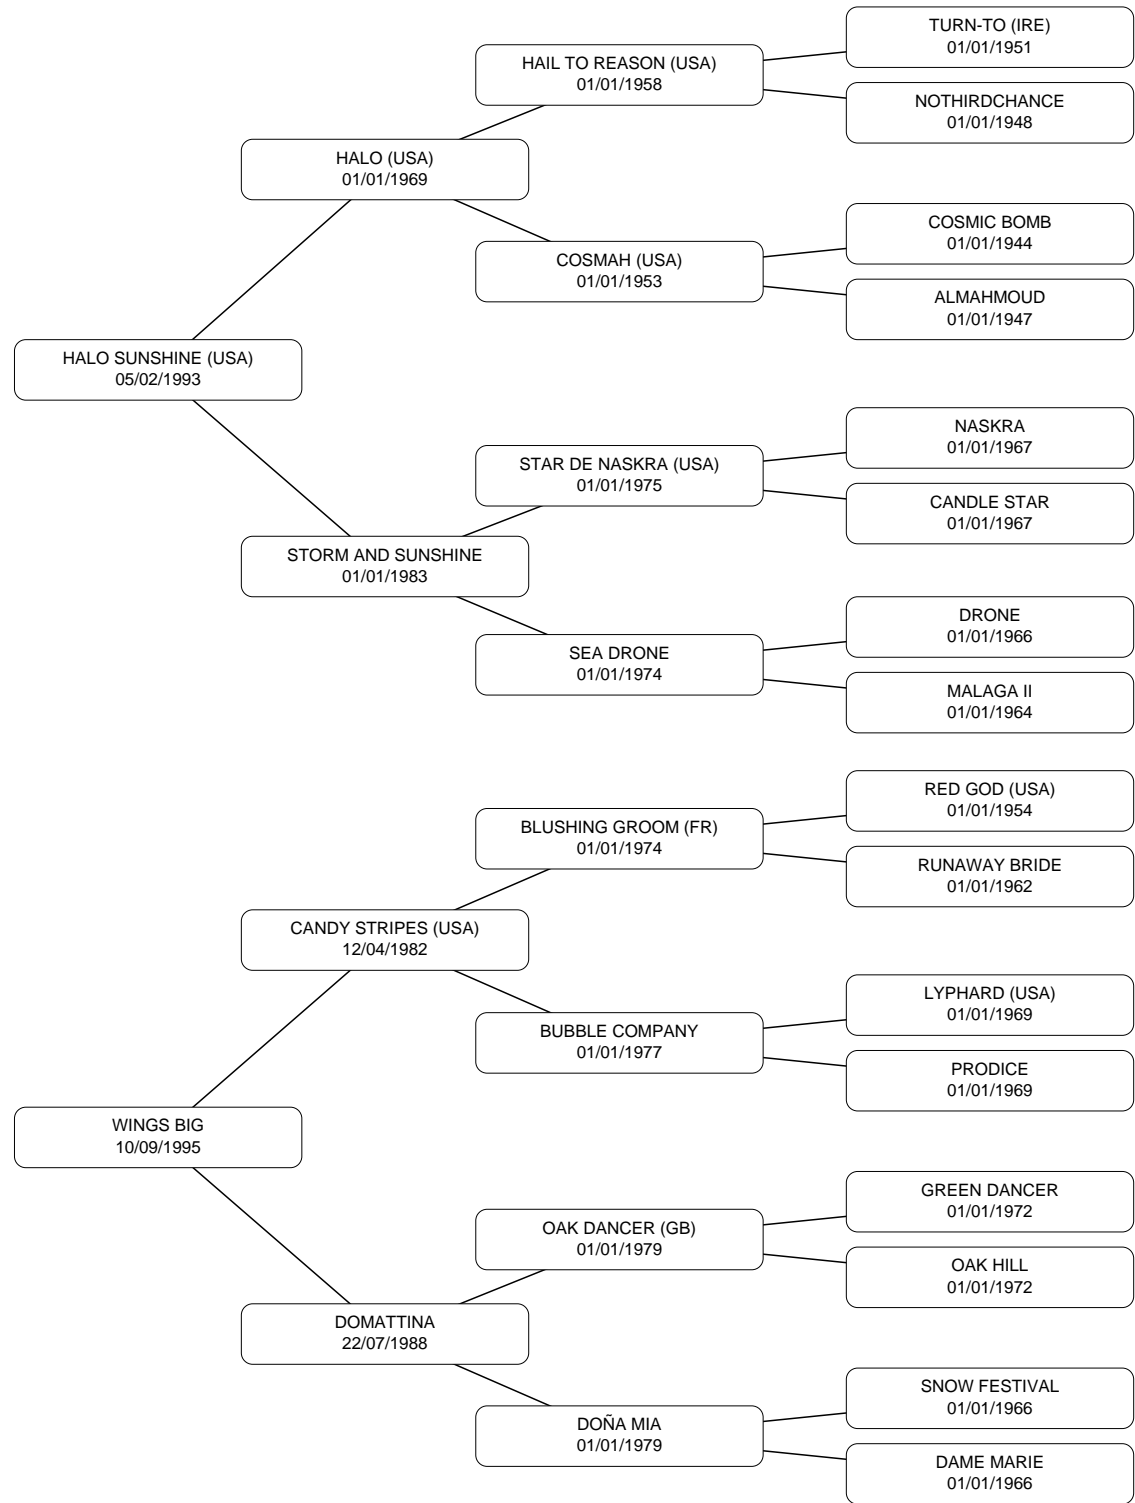 TURN-TO (IRE)
01/01/1951
HAIL TO REASON (USA)
01/01/1958
NOTHIRDCHANCE
01/01/1948
HALO (USA)
01/01/1969
COSMIC BOMB
01/01/1944
COSMAH (USA)
01/01/1953
ALMAHMOUD
01/01/1947
HALO SUNSHINE (USA)
05/02/1993
NASKRA
01/01/1967
STAR DE NASKRA (USA)
01/01/1975
CANDLE STAR
01/01/1967
STORM AND SUNSHINE
01/01/1983
DRONE
01/01/1966
SEA DRONE
01/01/1974
MALAGA II
01/01/1964
RED GOD (USA)
01/01/1954
BLUSHING GROOM (FR)
01/01/1974
RUNAWAY BRIDE
01/01/1962
CANDY STRIPES (USA)
12/04/1982
LYPHARD (USA)
01/01/1969
BUBBLE COMPANY
01/01/1977
PRODICE
01/01/1969
WINGS BIG
10/09/1995
GREEN DANCER
01/01/1972
OAK DANCER (GB)
01/01/1979
OAK HILL
01/01/1972
DOMATTINA
22/07/1988
SNOW FESTIVAL
01/01/1966
DOÑA MIA
01/01/1979
DAME MARIE
01/01/1966